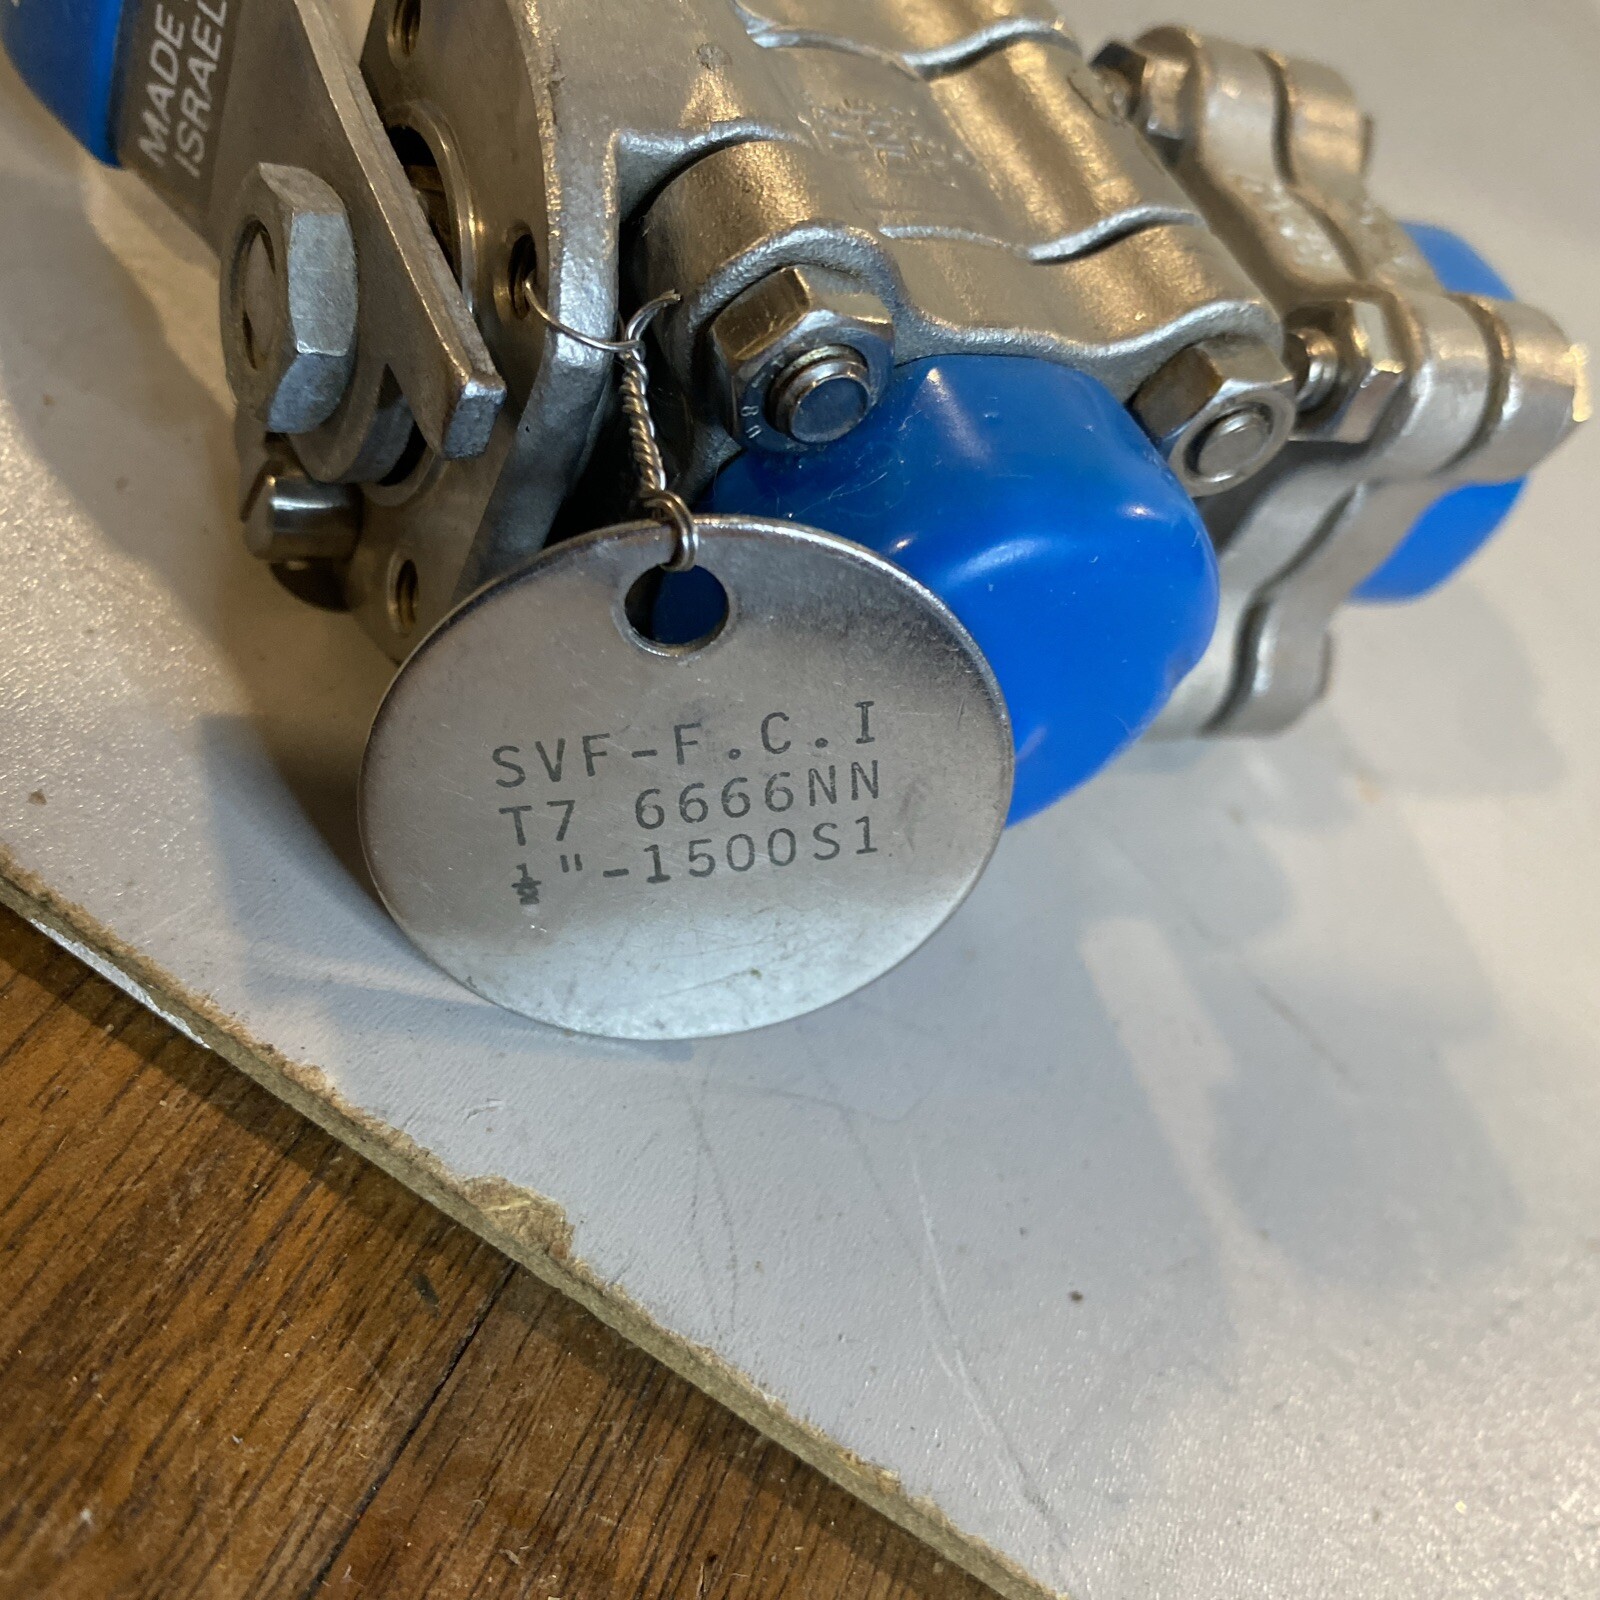 MADE
ISRAEL
SVF-F.C.I
T7 6666NN
½"-1500S1